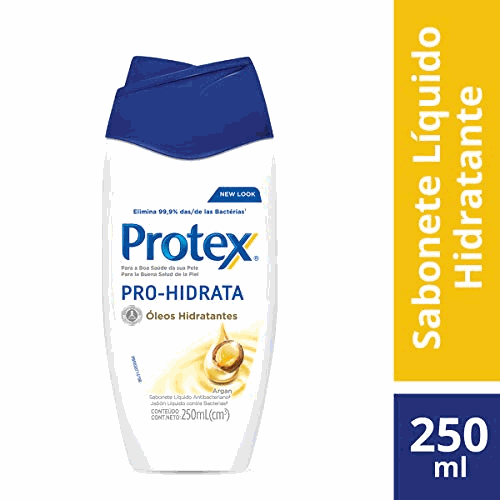 NEW LOOK
Elimina 99,9% das/de las Bactérias¹
Protex®
Para a Boa Saúde da sua Pele
Para la Buena Salud de la Piel
PRO-HIDRATA
Óleos Hidratantes
Argan
Sabonete Líquido Antibacteriano
Jabón Líquido contra Bacterias
CONTEÚDO
CONT.NETO: 250mL(cm³)
Sabonete Líquido
Hidratante
250
ml